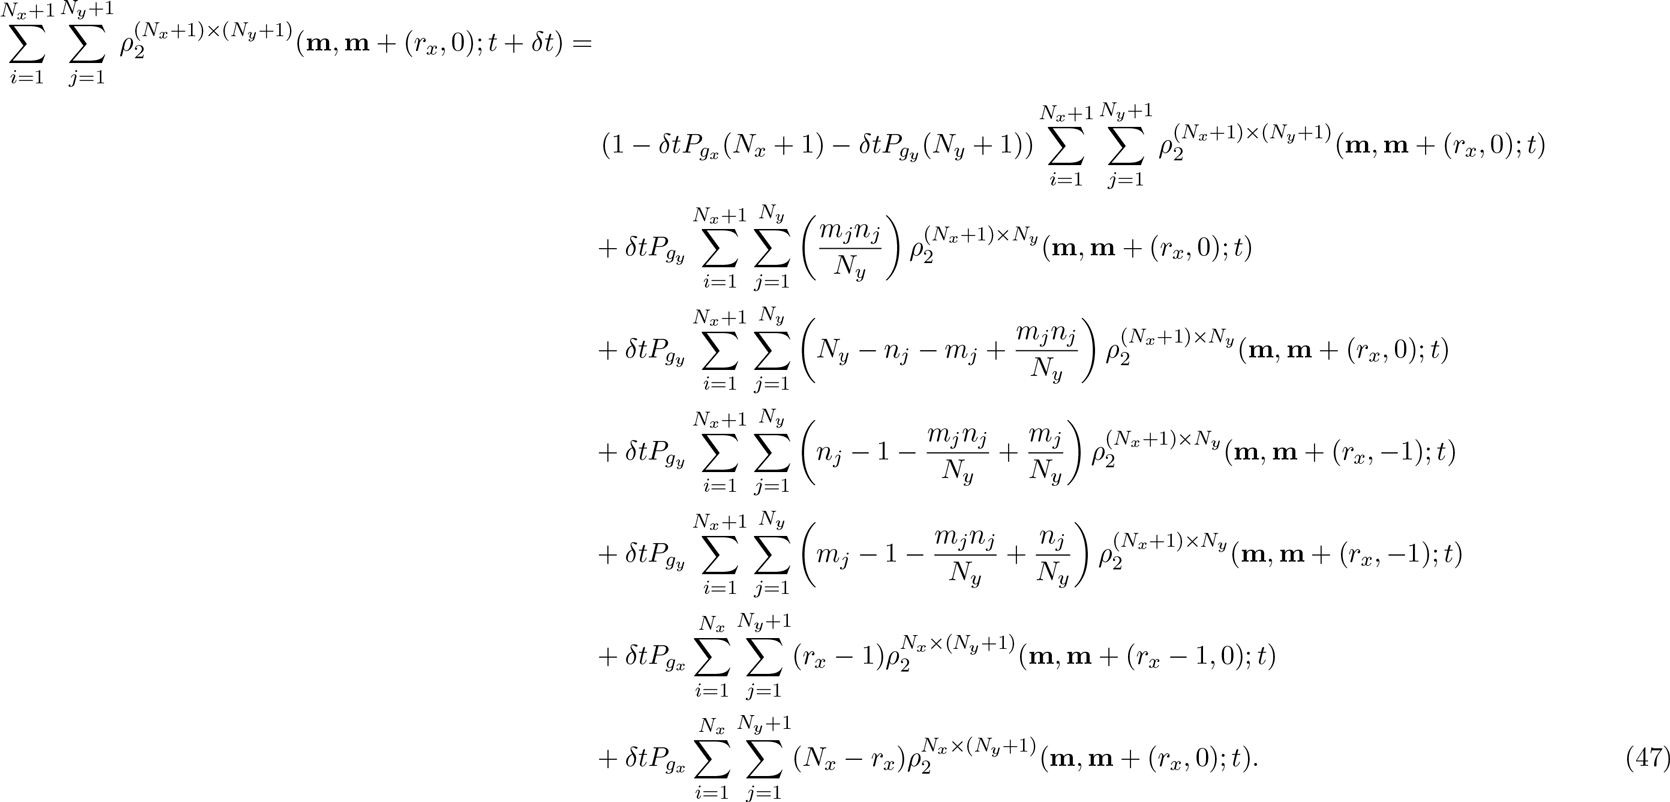 \sum_{i=1}^{N_x+1} \sum_{j=1}^{N_y+1} \rho_2^{(N_x+1)\times(N_y+1)}(\mathbf{m}, \mathbf{m} + (r_x, 0); t + \delta t) =
(1 - \delta t P_{g_x}(N_x + 1) - \delta t P_{g_y}(N_y + 1)) \sum_{i=1}^{N_x+1} \sum_{j=1}^{N_y+1} \rho_2^{(N_x+1)\times(N_y+1)}(\mathbf{m}, \mathbf{m} + (r_x, 0); t)
+ \delta t P_{g_y} \sum_{i=1}^{N_x+1} \sum_{j=1}^{N_y} \left( \frac{m_j n_j}{N_y} \right) \rho_2^{(N_x+1)\times N_y}(\mathbf{m}, \mathbf{m} + (r_x, 0); t)
+ \delta t P_{g_y} \sum_{i=1}^{N_x+1} \sum_{j=1}^{N_y} \left( N_y - n_j - m_j + \frac{m_j n_j}{N_y} \right) \rho_2^{(N_x+1)\times N_y}(\mathbf{m}, \mathbf{m} + (r_x, 0); t)
+ \delta t P_{g_y} \sum_{i=1}^{N_x+1} \sum_{j=1}^{N_y} \left( n_j - 1 - \frac{m_j n_j}{N_y} + \frac{m_j}{N_y} \right) \rho_2^{(N_x+1)\times N_y}(\mathbf{m}, \mathbf{m} + (r_x, -1); t)
+ \delta t P_{g_y} \sum_{i=1}^{N_x+1} \sum_{j=1}^{N_y} \left( m_j - 1 - \frac{m_j n_j}{N_y} + \frac{n_j}{N_y} \right) \rho_2^{(N_x+1)\times N_y}(\mathbf{m}, \mathbf{m} + (r_x, -1); t)
+ \delta t P_{g_x} \sum_{i=1}^{N_x} \sum_{j=1}^{N_y+1} (r_x - 1) \rho_2^{N_x\times(N_y+1)}(\mathbf{m}, \mathbf{m} + (r_x - 1, 0); t)
+ \delta t P_{g_x} \sum_{i=1}^{N_x} \sum_{j=1}^{N_y+1} (N_x - r_x) \rho_2^{N_x\times(N_y+1)}(\mathbf{m}, \mathbf{m} + (r_x, 0); t). (47)